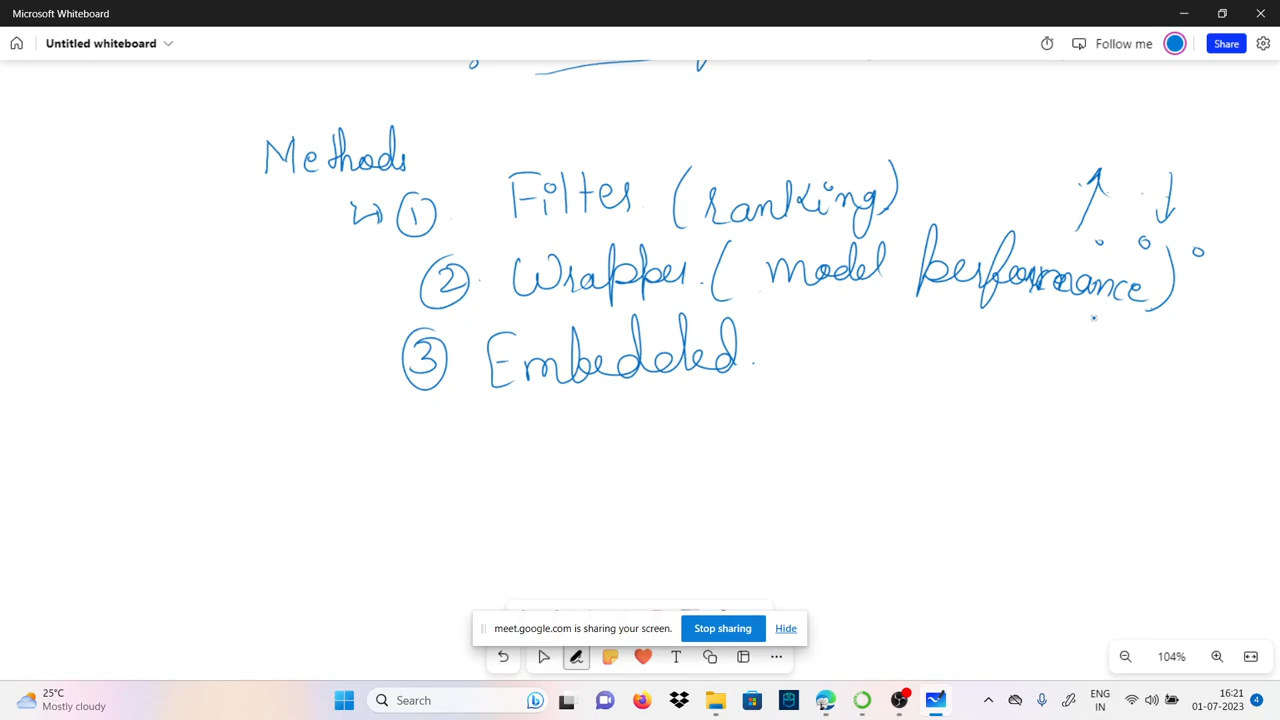 Microsoft Whiteboard
Untitled whiteboard
Follow me
Share
Methods
① Filter (ranking)
② Wrapper. (model performance)
③ Embedded.
meet.google.com is sharing your screen.
Stop sharing
Hide
T
104%
25°C
Mostly cloudy
Search
ENG
IN
16:21
01-07-2023
4